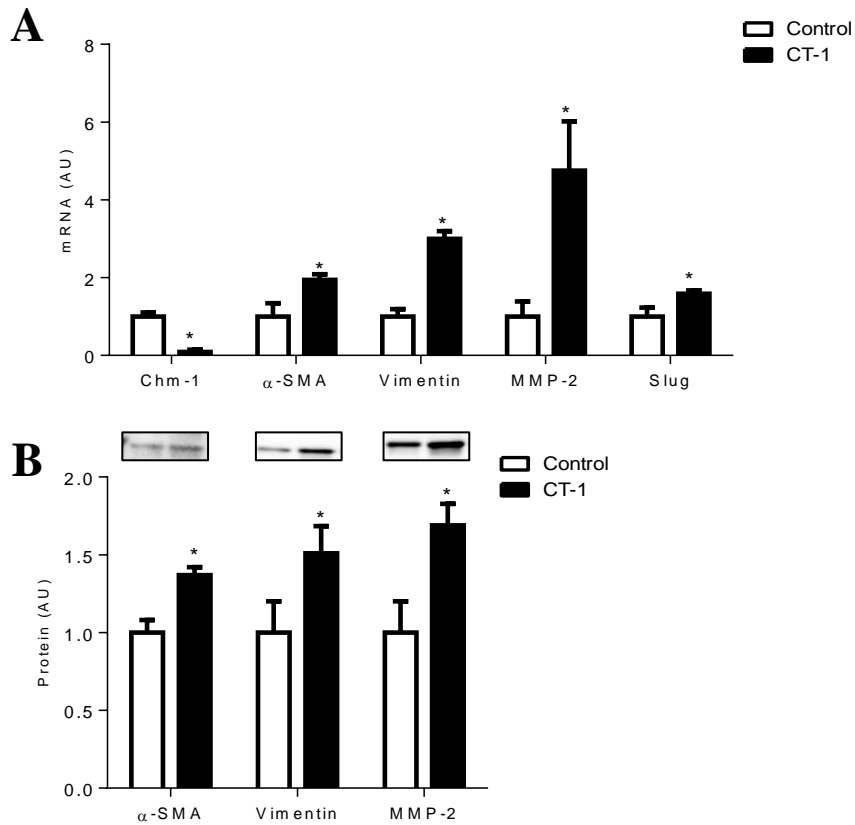 A
Control
CT-1
8
6
4
2
0
mRNA (AU)
*
*
*
*
*
Chm-1 α-SMA Vimentin MMP-2 Slug
B
Control
CT-1
2.0
1.5
1.0
0.5
0.0
Protein (AU)
*
*
*
α-SMA Vimentin MMP-2